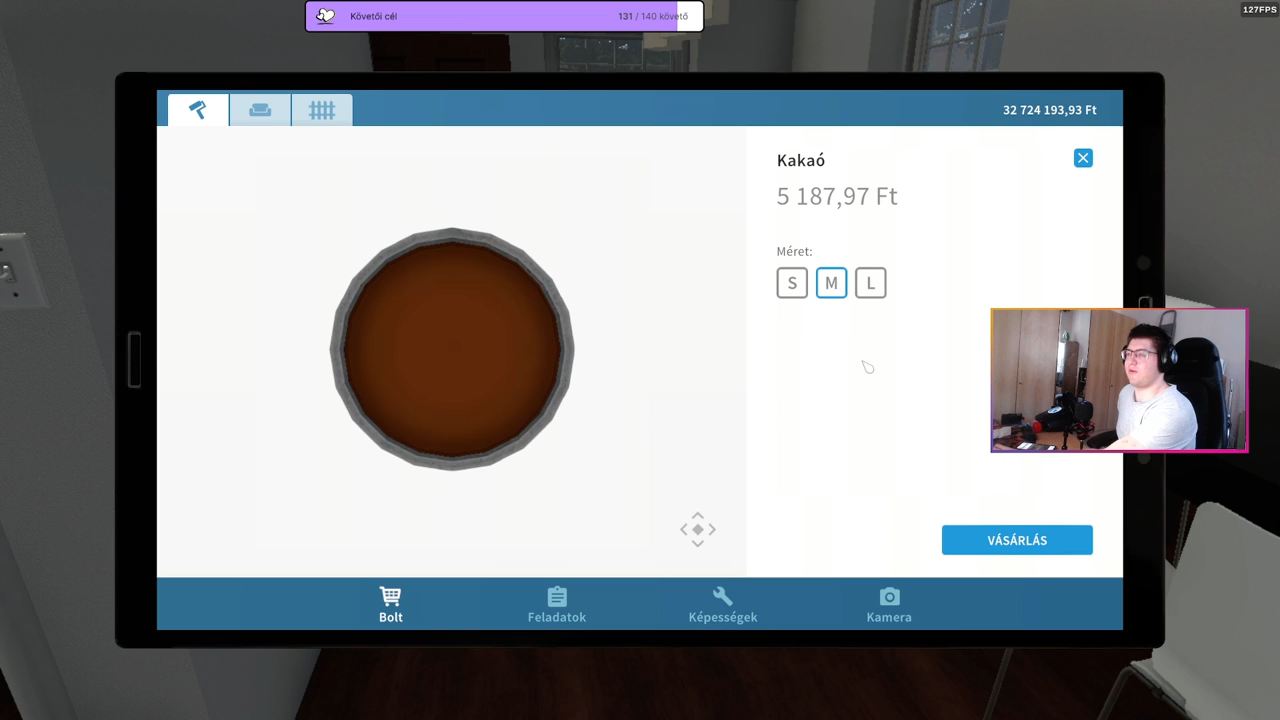 Követői cél 131 / 140 követő
127FPS
32 724 193,93 Ft
Kakaó
5 187,97 Ft
Méret:
S M L
VÁSÁRLÁS
Bolt Feladatok Képességek Kamera